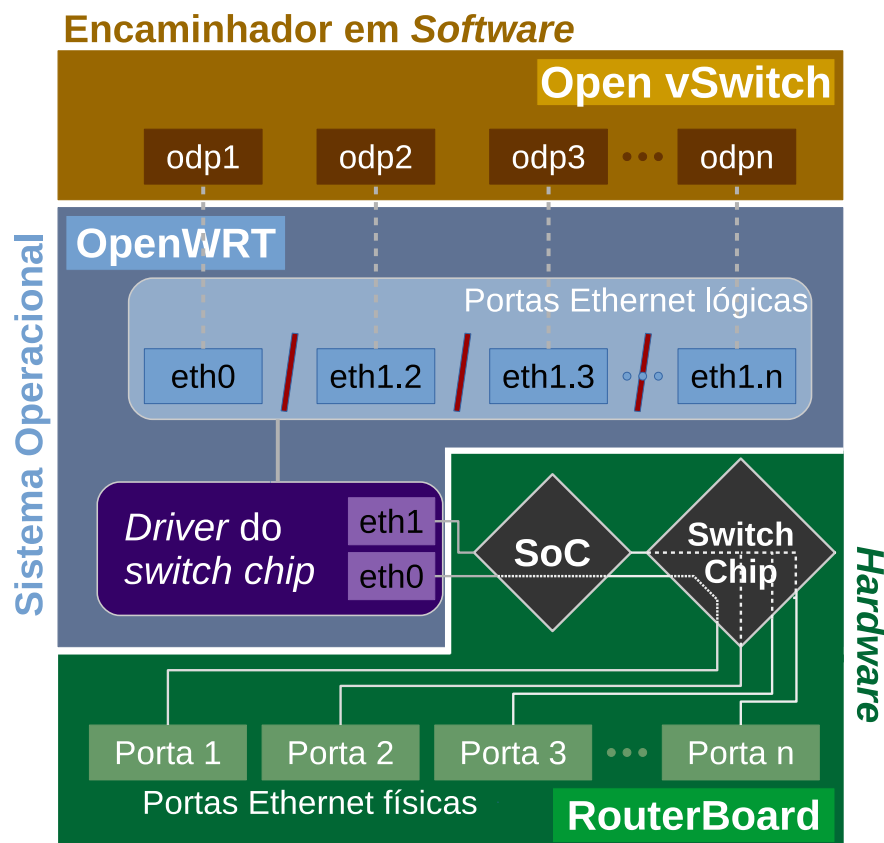 Encaminhador em Software
Open vSwitch
odp1 odp2 odp3 odpn
Sistema Operacional
OpenWRT
Portas Ethernet lógicas
eth0 / eth1.2 / eth1.3 / eth1.n
Driver do
switch chip
eth1
eth0
SoC
Switch
Chip
Hardware
Porta 1 Porta 2 Porta 3 Porta n
Portas Ethernet físicas
RouterBoard